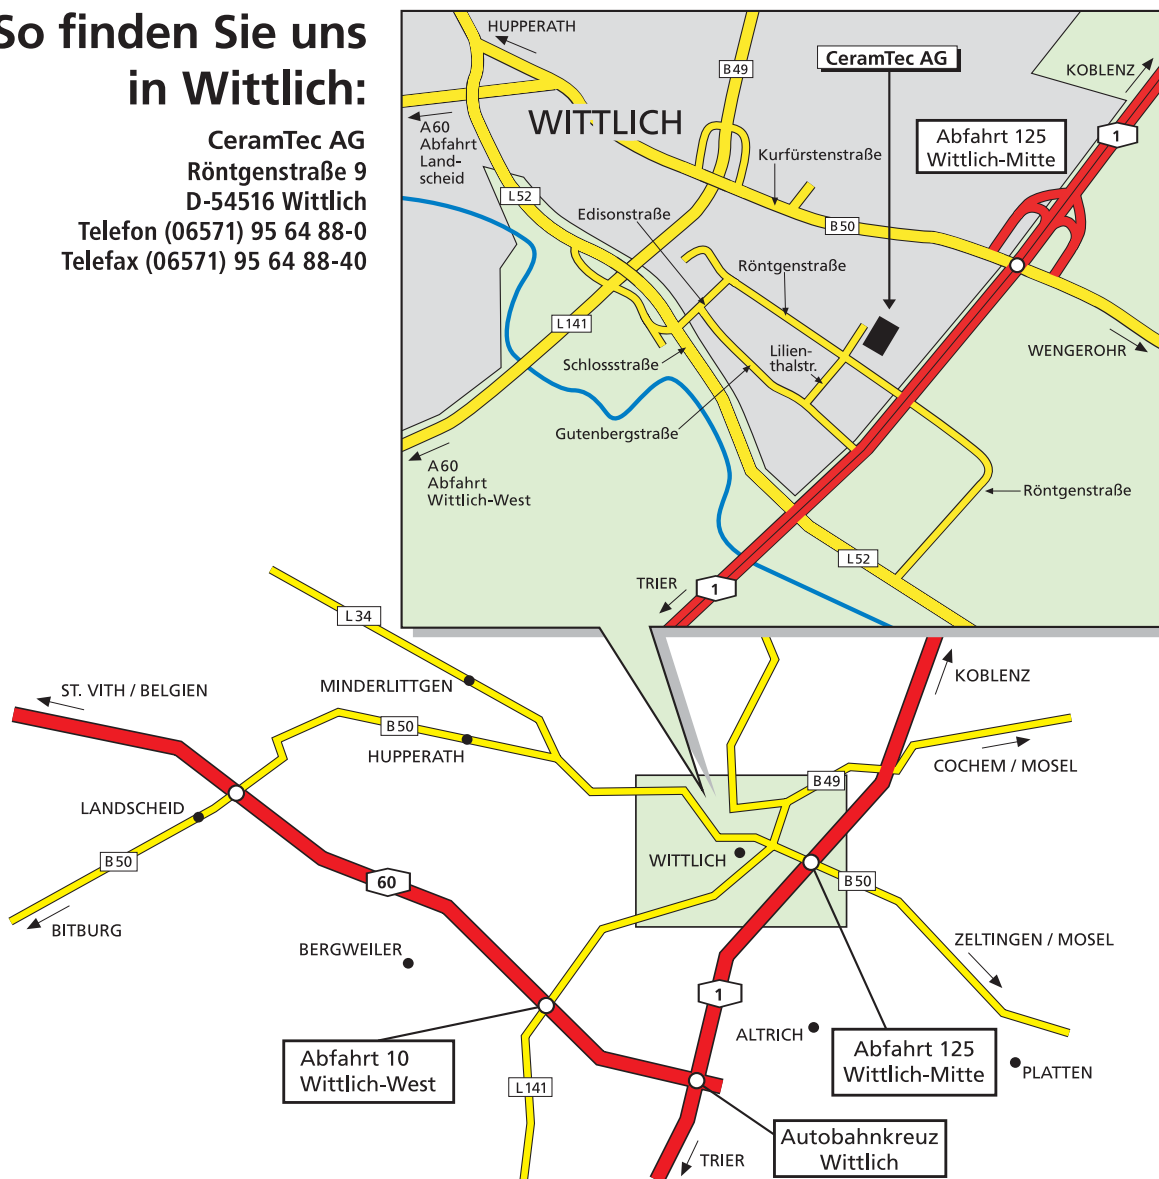 So finden Sie uns
in Wittlich:
CeramTec AG
Röntgenstraße 9
D-54516 Wittlich
Telefon (06571) 95 64 88-0
Telefax (06571) 95 64 88-40
HUPPERATH
B49
CeramTec AG
KOBLENZ
A60
Abfahrt
Land-
scheid
WITTLICH
Abfahrt 125
Wittlich-Mitte
1
Kurfürstenstraße
L52
Edisonstraße
B50
Röntgenstraße
L141
WENGEROHR
Schlossstraße
Lilien-
thalstr.
Gutenbergstraße
A60
Abfahrt
Wittlich-West
Röntgenstraße
L52
TRIER
1
L34
ST. VITH / BELGIEN
MINDERLITTGEN
KOBLENZ
B50
HUPPERATH
COCHEM / MOSEL
B49
LANDSCHEID
B50
WITTLICH
60
B50
BITBURG
BERGWEILER
ZELTINGEN / MOSEL
1
ALTRICH
Abfahrt 10
Wittlich-West
Abfahrt 125
Wittlich-Mitte
PLATTEN
L141
Autobahnkreuz
Wittlich
TRIER